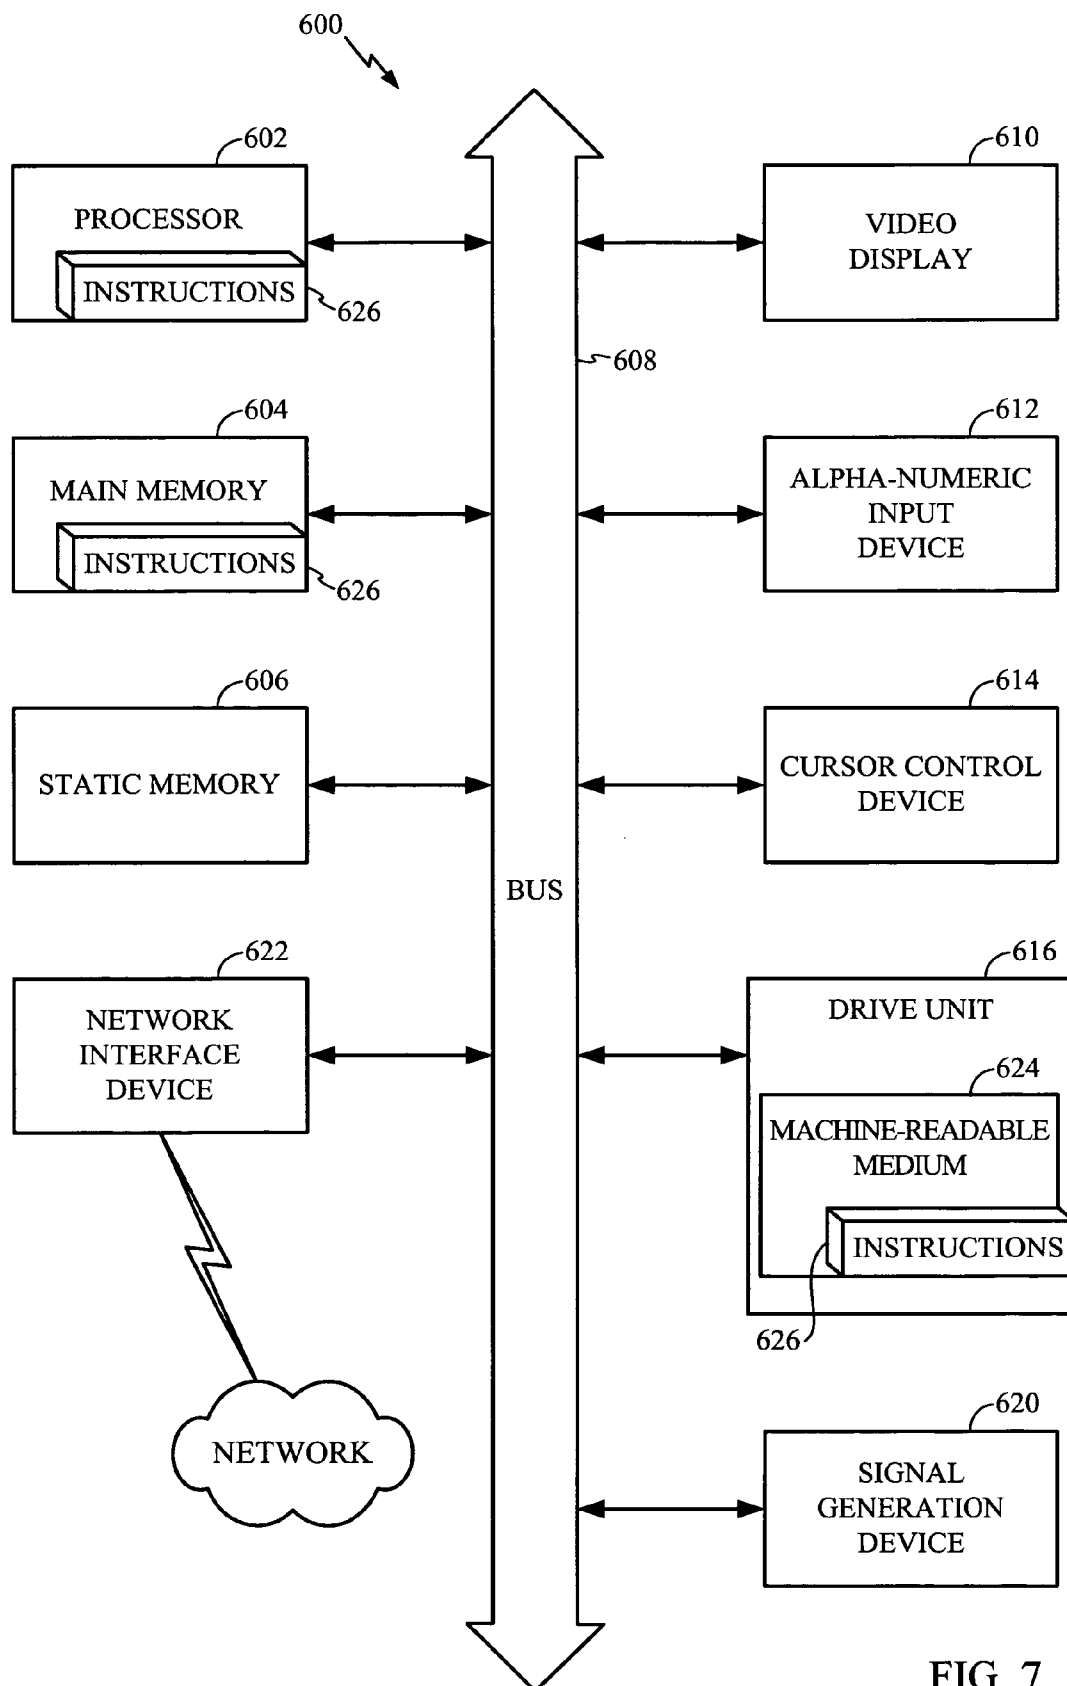 600
602
PROCESSOR
INSTRUCTIONS
626
604
MAIN MEMORY
INSTRUCTIONS
626
606
STATIC MEMORY
622
NETWORK
INTERFACE
DEVICE
NETWORK
BUS
608
610
VIDEO
DISPLAY
612
ALPHA-NUMERIC
INPUT
DEVICE
614
CURSOR CONTROL
DEVICE
616
DRIVE UNIT
624
MACHINE-READABLE
MEDIUM
INSTRUCTIONS
626
620
SIGNAL
GENERATION
DEVICE
FIG. 7